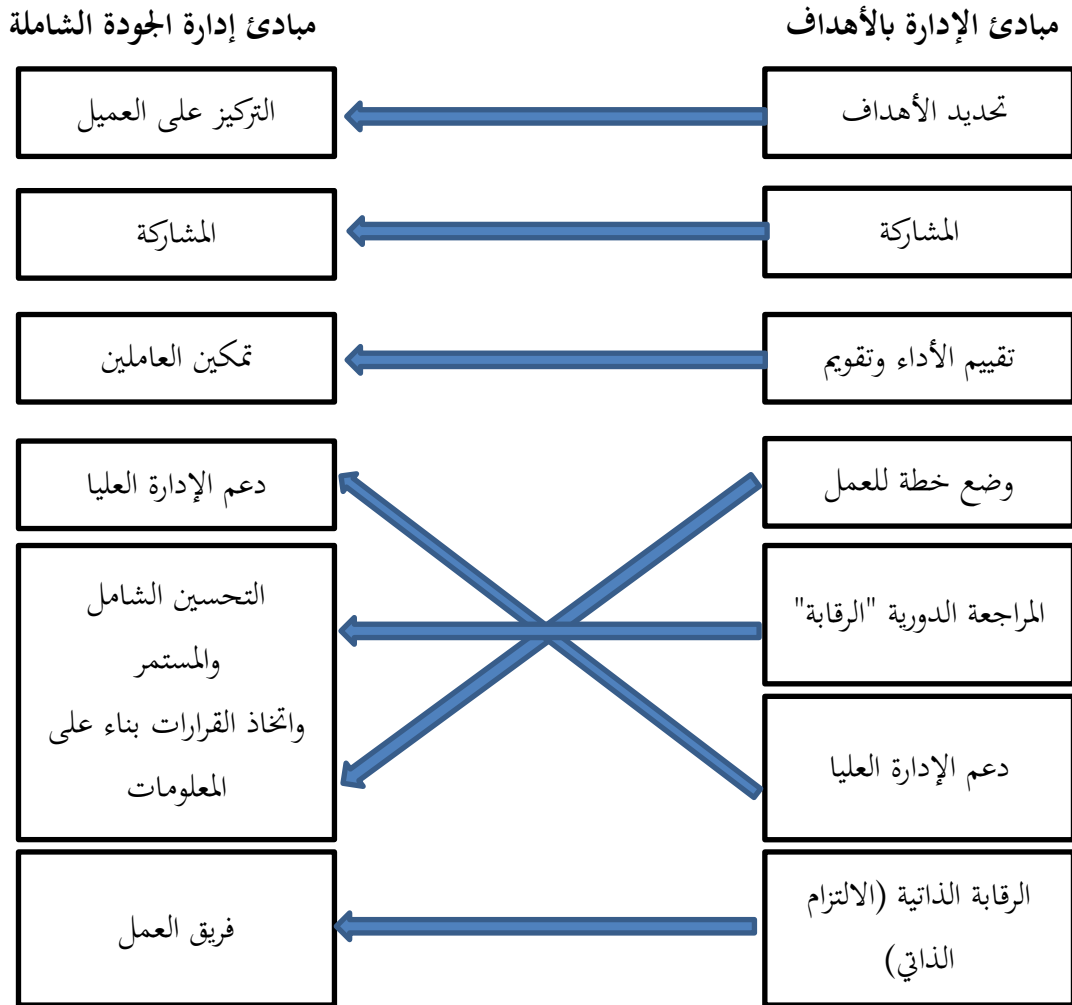 مبادئ الإدارة بالأهداف
مبادئ إدارة الجودة الشاملة
تحديد الأهداف
التركيز على العميل
المشاركة
المشاركة
تقييم الأداء وتقويم
تمكين العاملين
وضع خطة للعمل
دعم الإدارة العليا
المراجعة الدورية "الرقابة"
التحسين الشامل
والمستمر
واتخاذ القرارات بناء على
المعلومات
دعم الإدارة العليا
الرقابة الذاتية (الالتزام
الذاتي)
فريق العمل